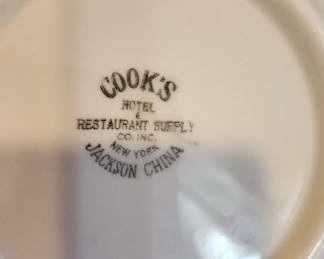 COOK'S
HOTEL
&
RESTAURANT SUPPLY
CO. INC.
NEW YORK
JACKSON CHINA